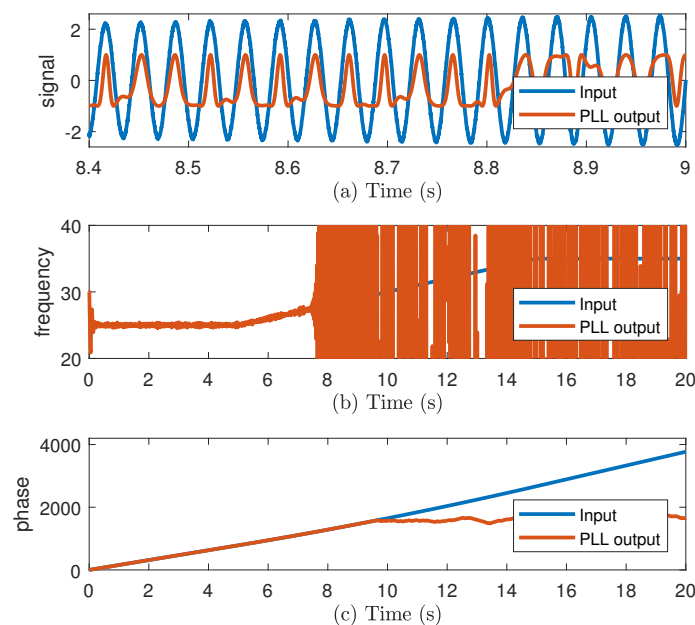 2
0
-2
signal
Input
PLL output
8.4 8.5 8.6 8.7 8.8 8.9 9
(a) Time (s)
40
30
20
frequency
Input
PLL output
0 2 4 6 8 10 12 14 16 18 20
(b) Time (s)
4000
2000
0
phase
Input
PLL output
0 2 4 6 8 10 12 14 16 18 20
(c) Time (s)